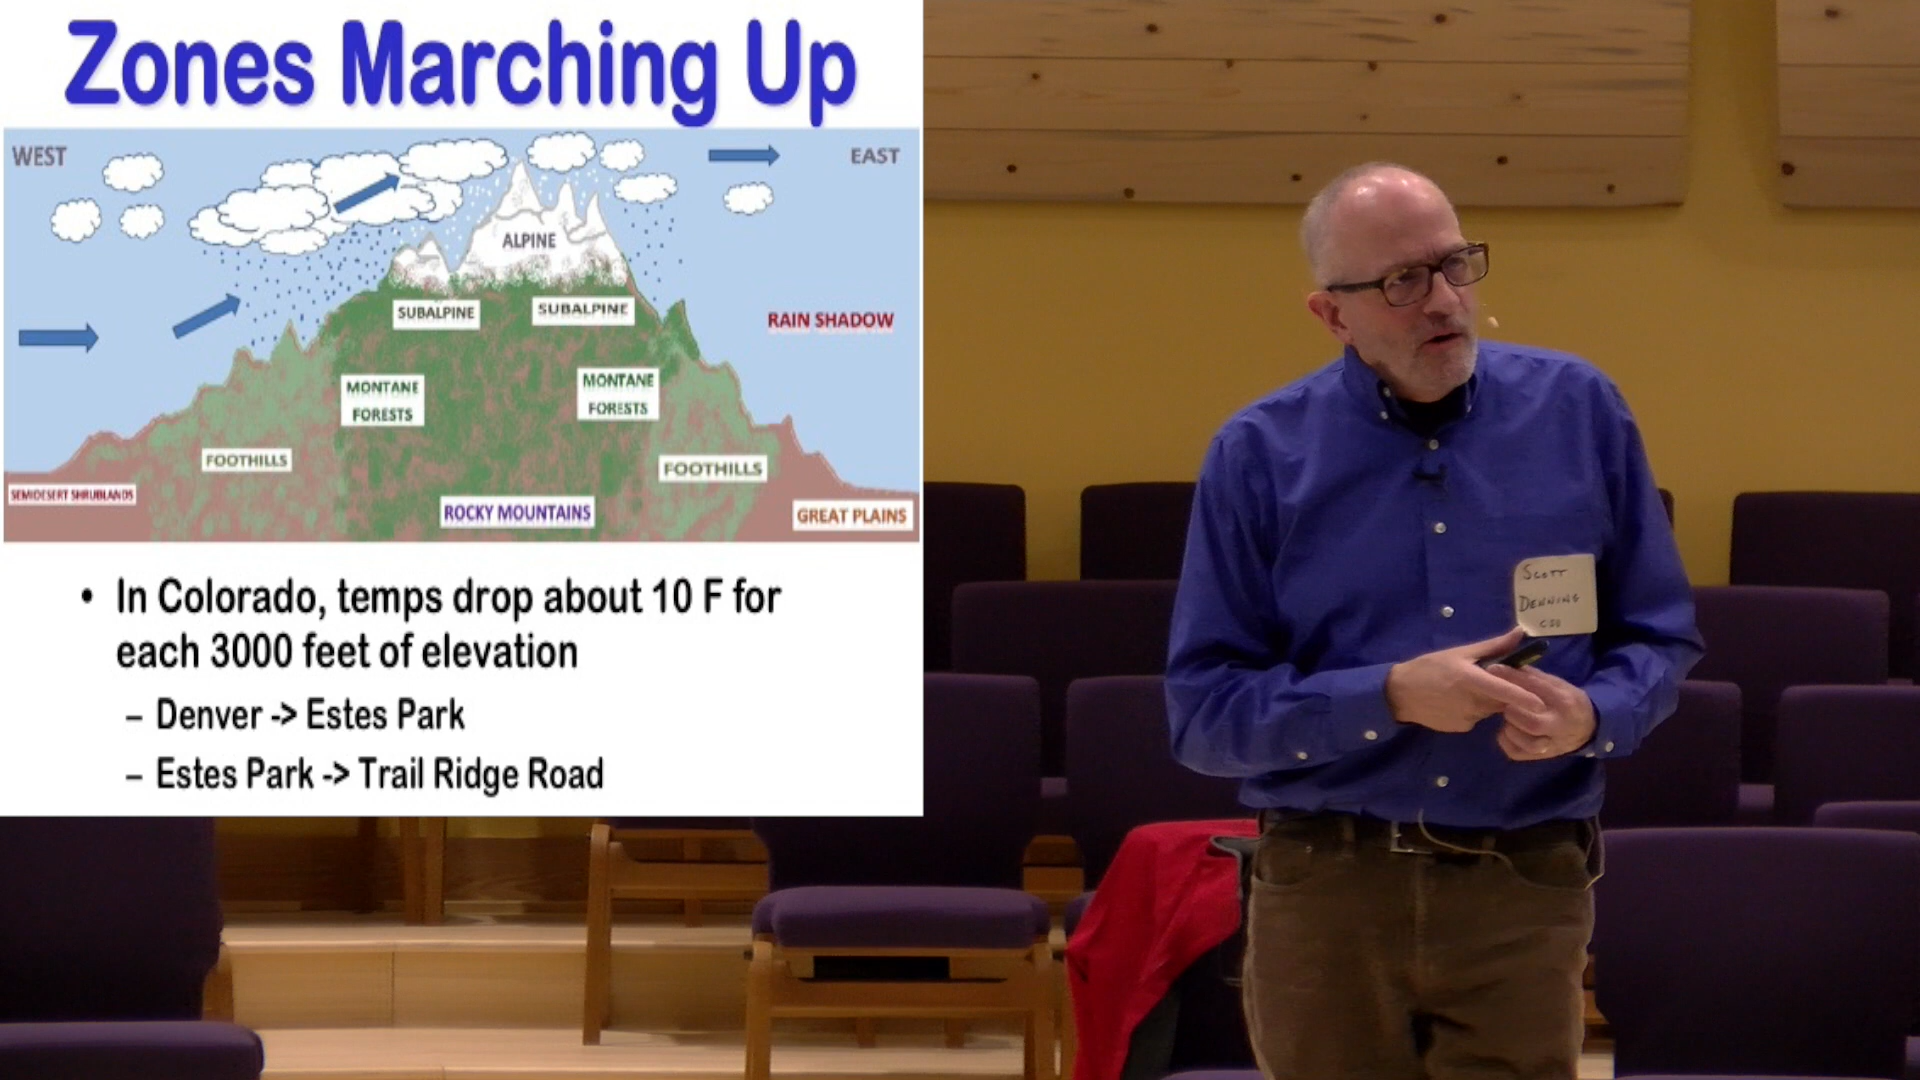 Zones Marching Up
WEST
EAST
ALPINE
SUBALPINE
SUBALPINE
RAIN SHADOW
MONTANE
FORESTS
MONTANE
FORESTS
FOOTHILLS
FOOTHILLS
SEMIDESERT SHRUBLANDS
ROCKY MOUNTAINS
GREAT PLAINS
• In Colorado, temps drop about 10 F for
each 3000 feet of elevation
– Denver -> Estes Park
– Estes Park -> Trail Ridge Road
SCOTT
DENNING
CSU